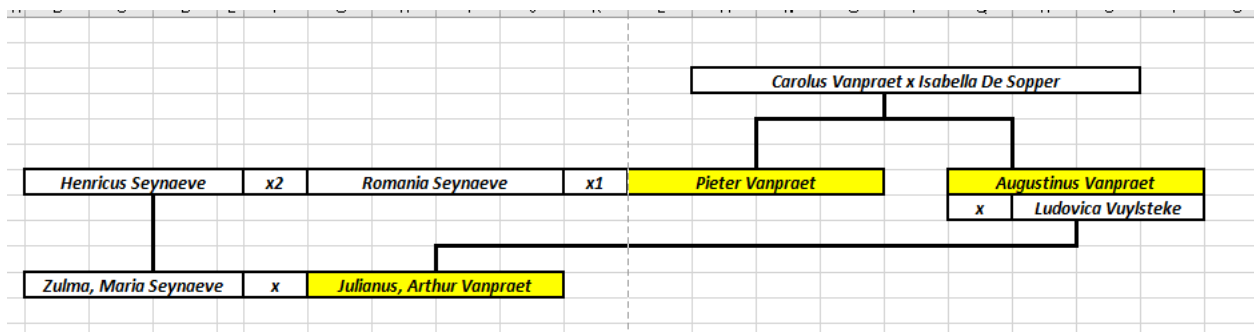 Carolus Vanpraet x Isabella De Sopper
Henricus Seynaeve x2 Romania Seynaeve x1 Pieter Vanpraet Augustinus Vanpraet
x Ludovica Vuylsteke
Zulma, Maria Seynaeve x Julianus, Arthur Vanpraet